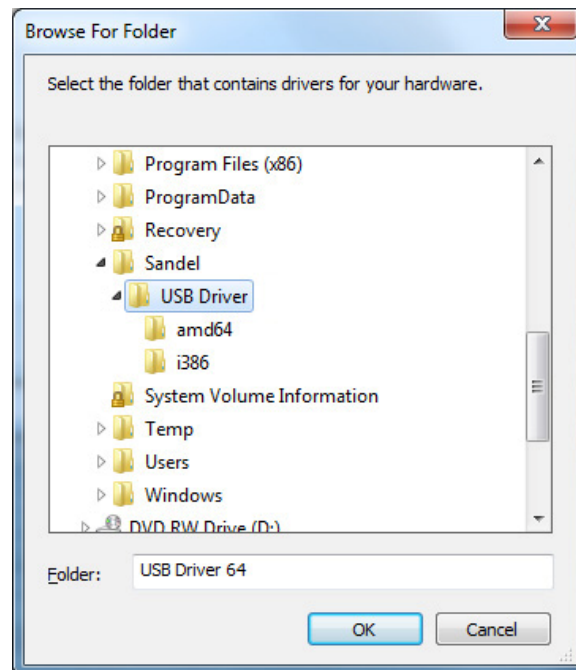 Browse For Folder
Select the folder that contains drivers for your hardware.
Program Files (x86)
ProgramData
Recovery
Sandel
USB Driver
amd64
i386
System Volume Information
Temp
Users
Windows
DVD RW Drive (D:)
Folder: USB Driver 64
OK Cancel